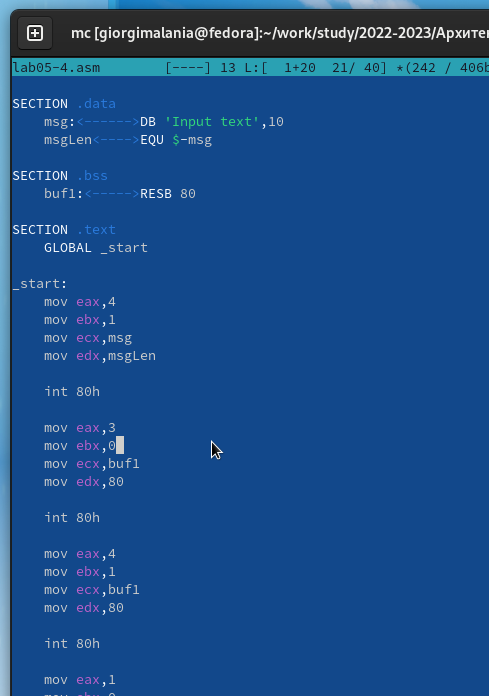 mc [giorgimalania@fedora]:~/work/study/2022-2023/Архите
lab05-4.asm [----] 13 L:[ 1+20 21/ 40] *(242 / 406b
SECTION .data
msg:<------>DB 'Input text',10
msgLen<---->EQU $-msg
SECTION .bss
buf1:<----->RESB 80
SECTION .text
GLOBAL _start
_start:
mov eax,4
mov ebx,1
mov ecx,msg
mov edx,msgLen
int 80h
mov eax,3
mov ebx,0
mov ecx,buf1
mov edx,80
int 80h
mov eax,4
mov ebx,1
mov ecx,buf1
mov edx,80
int 80h
mov eax,1